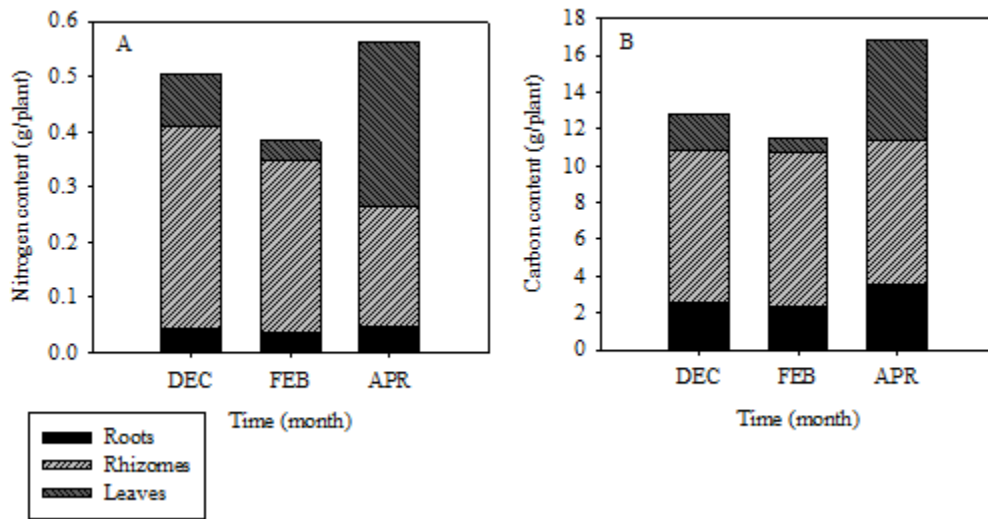 A
Nitrogen content (g/plant)
0.6
0.5
0.4
0.3
0.2
0.1
0.0
DEC FEB APR
Time (month)
B
Carbon content (g/plant)
18
16
14
12
10
8
6
4
2
0
DEC FEB APR
Time (month)
Roots
Rhizomes
Leaves